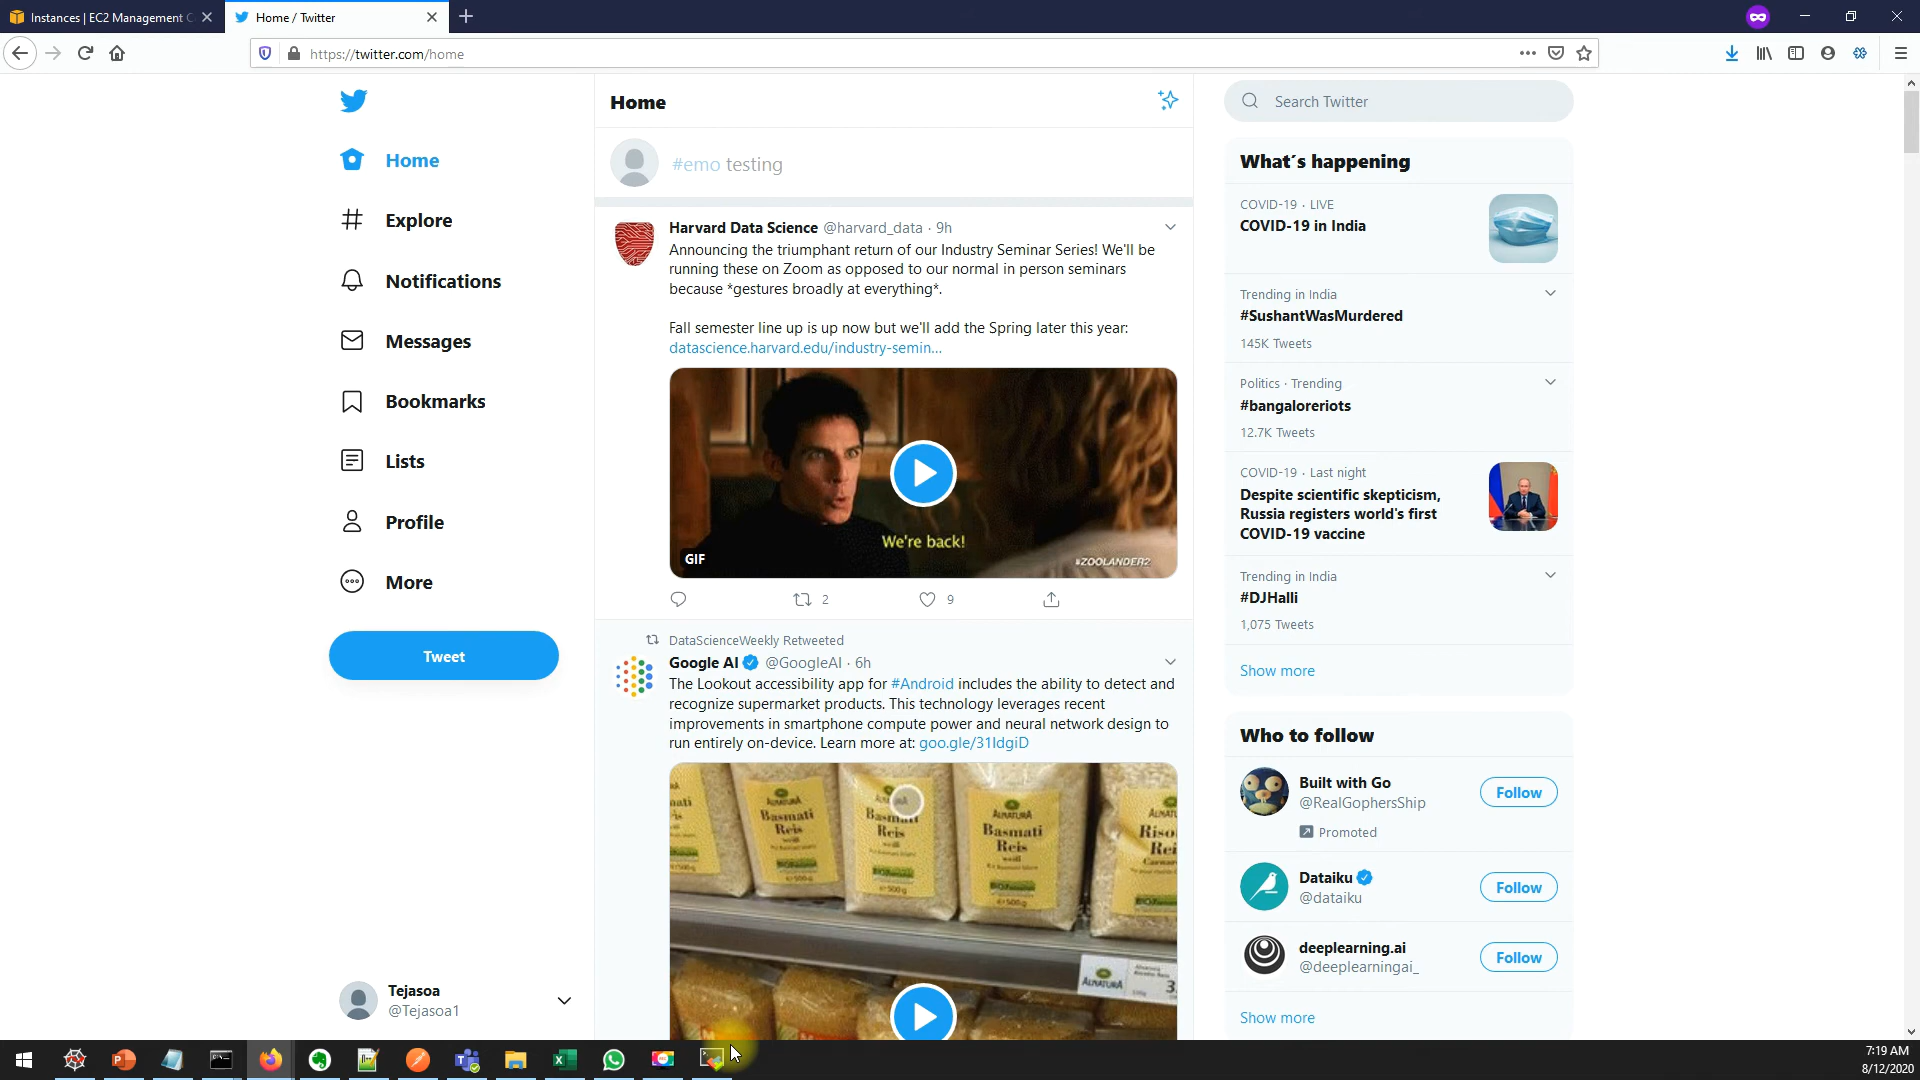 Instances | EC2 Management C
Home / Twitter
https://twitter.com/home
Home
Explore
Notifications
Messages
Bookmarks
Lists
Profile
More
Tweet
Tejasoa
@Tejasoa1
Home
#emo testing
Harvard Data Science @harvard_data · 9h
Announcing the triumphant return of our Industry Seminar Series! We'll be
running these on Zoom as opposed to our normal in person seminars
because *gestures broadly at everything*.
Fall semester line up is up now but we'll add the Spring later this year:
datascience.harvard.edu/industry-semin...
We're back!
GIF
#ZOOLANDER2
2
9
DataScienceWeekly Retweeted
Google AI @GoogleAI · 6h
The Lookout accessibility app for #Android includes the ability to detect and
recognize supermarket products. This technology leverages recent
improvements in smartphone compute power and neural network design to
run entirely on-device. Learn more at: goo.gle/31IdgiD
ALNATURA
Basmati
Reis
Basmati
Reis
ALNATURA
Basmati
Reis
ALNATURA
Search Twitter
What's happening
COVID-19 · LIVE
COVID-19 in India
Trending in India
#SushantWasMurdered
145K Tweets
Politics · Trending
#bangaloreriots
12.7K Tweets
COVID-19 · Last night
Despite scientific skepticism,
Russia registers world's first
COVID-19 vaccine
Trending in India
#DJHalli
1,075 Tweets
Show more
Who to follow
Built with Go
@RealGophersShip
Follow
Promoted
Dataiku
@dataiku
Follow
deeplearning.ai
@deeplearningai_
Follow
Show more
7:19 AM
8/12/2020